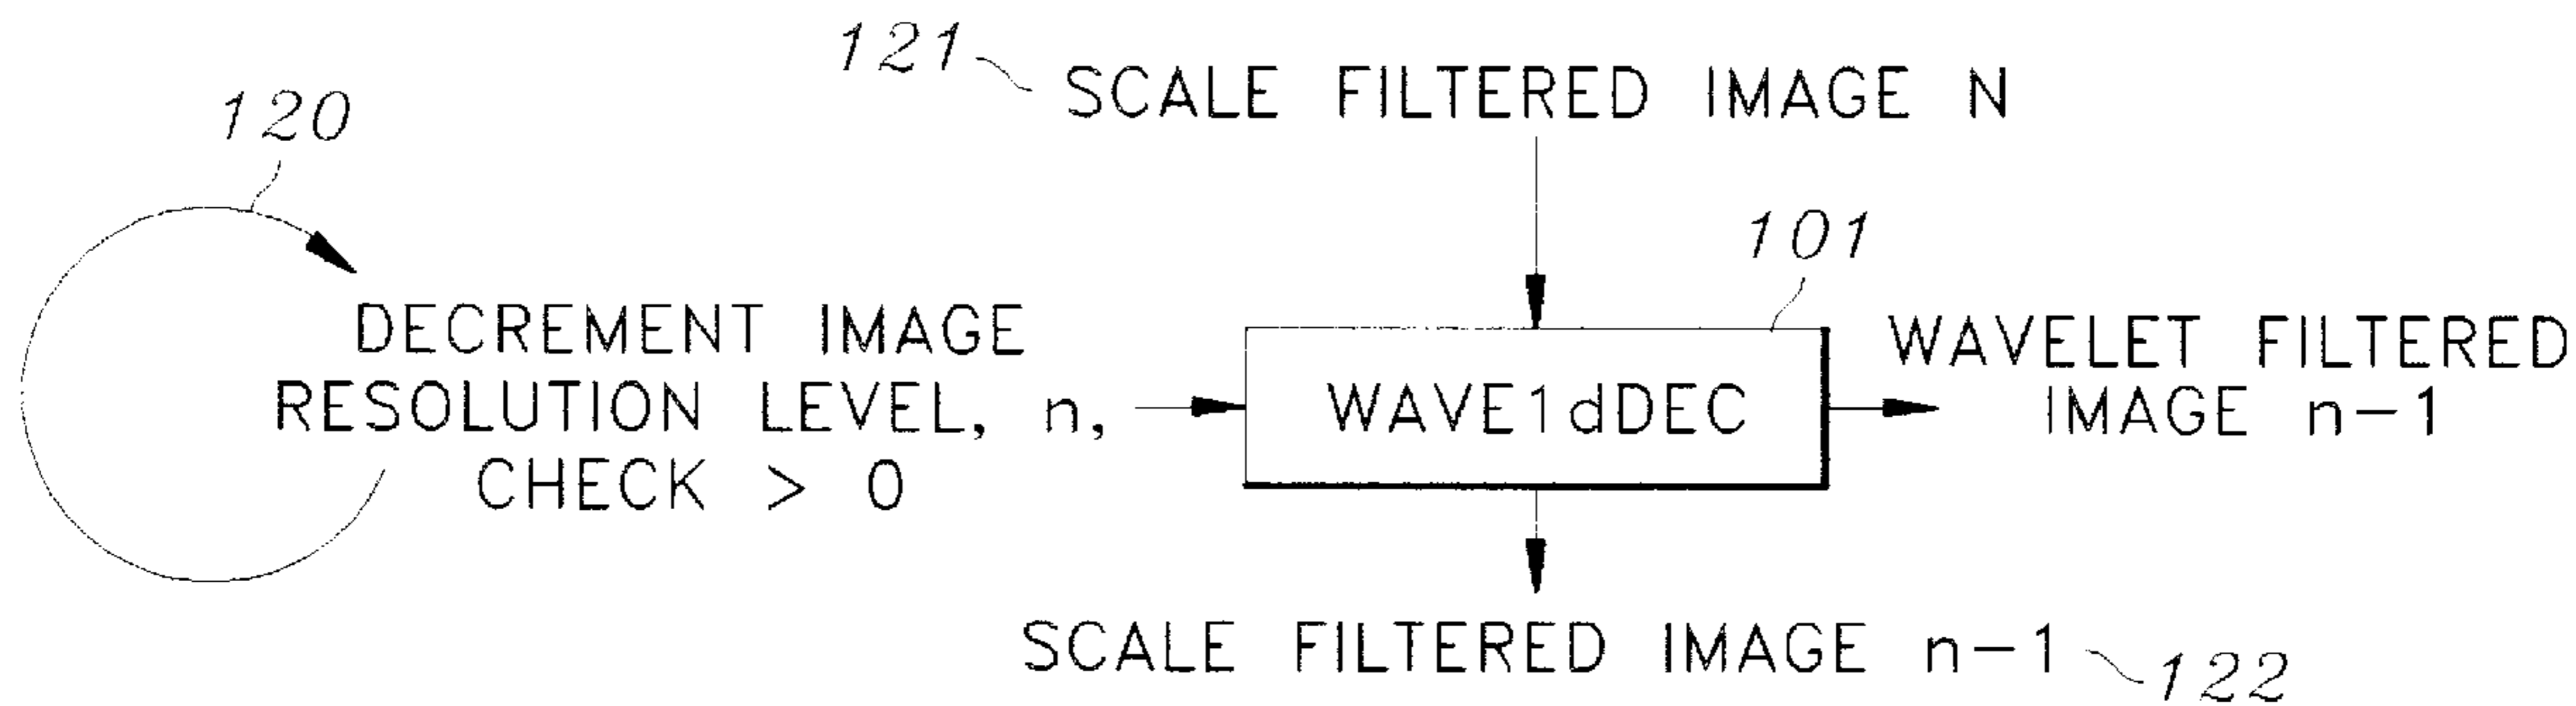 121
SCALE FILTERED IMAGE N
120
101
DECREMENT IMAGE
RESOLUTION LEVEL, n,
CHECK > 0
WAVE1dDEC
WAVELET FILTERED
IMAGE n-1
SCALE FILTERED IMAGE n-1
122